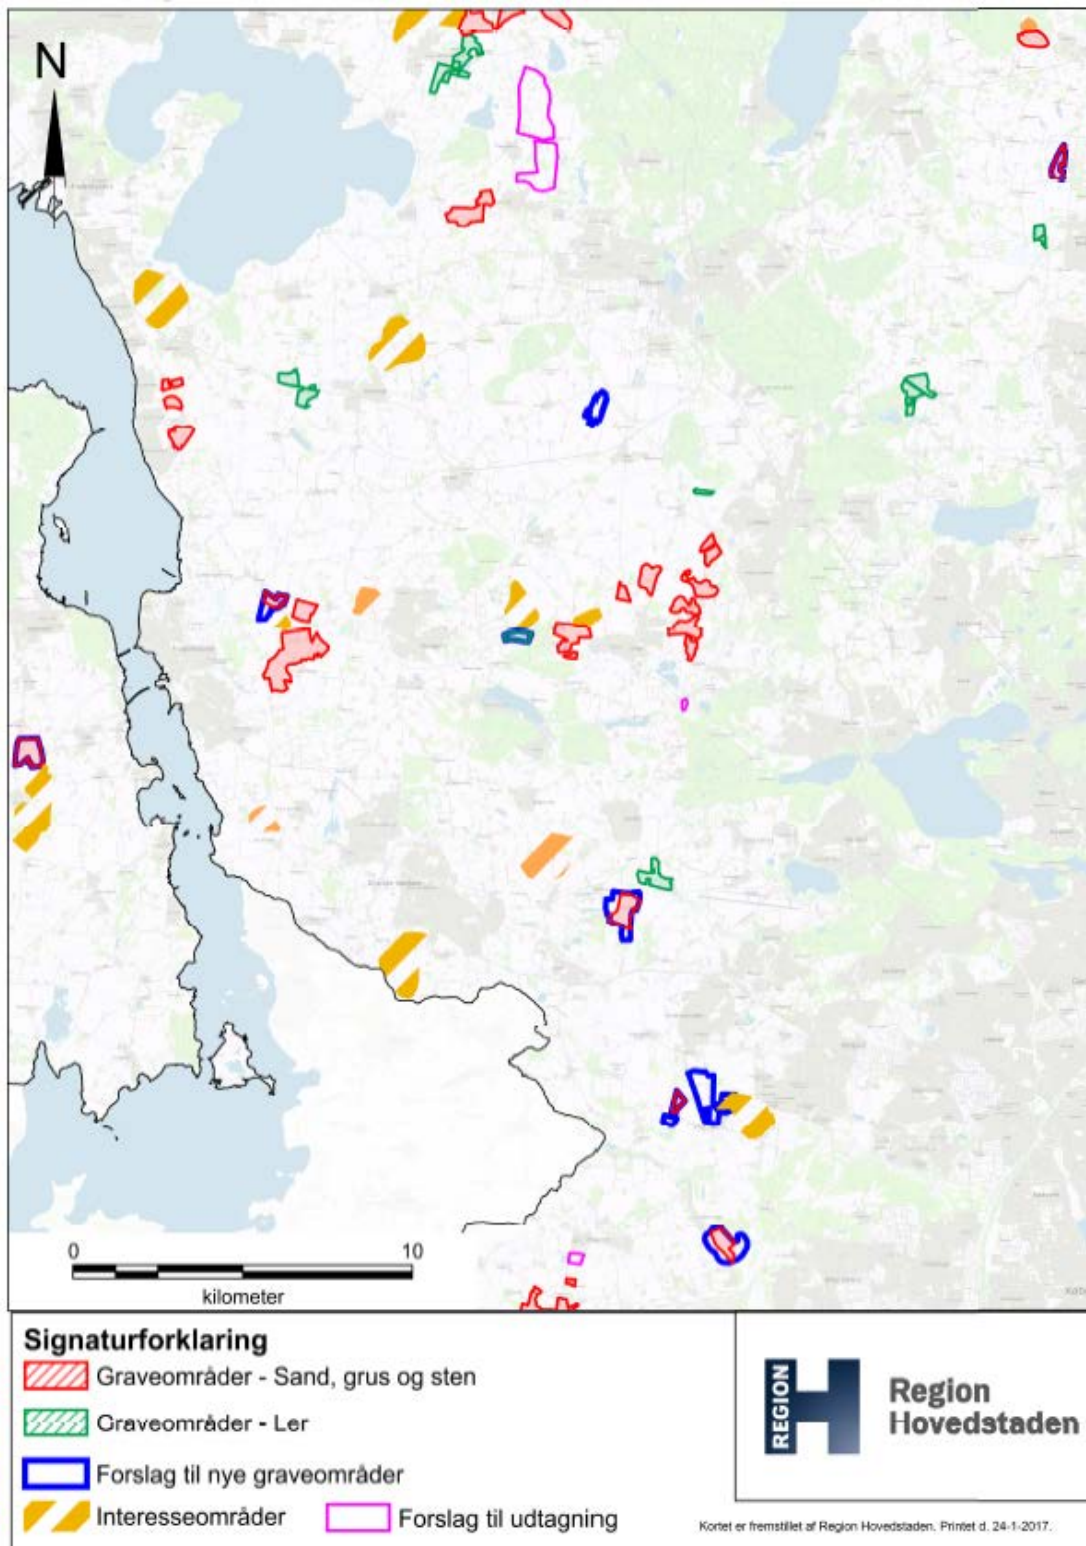 N
0 10
kilometer
Signaturforklaring
Graveområder - Sand, grus og sten
Graveområder - Ler
Forslag til nye graveområder
Interesseområder Forslag til udtagning
REGION
H
Region
Hovedstaden
Kortet er fremstillet af Region Hovedstaden. Printet d. 24-1-2017.